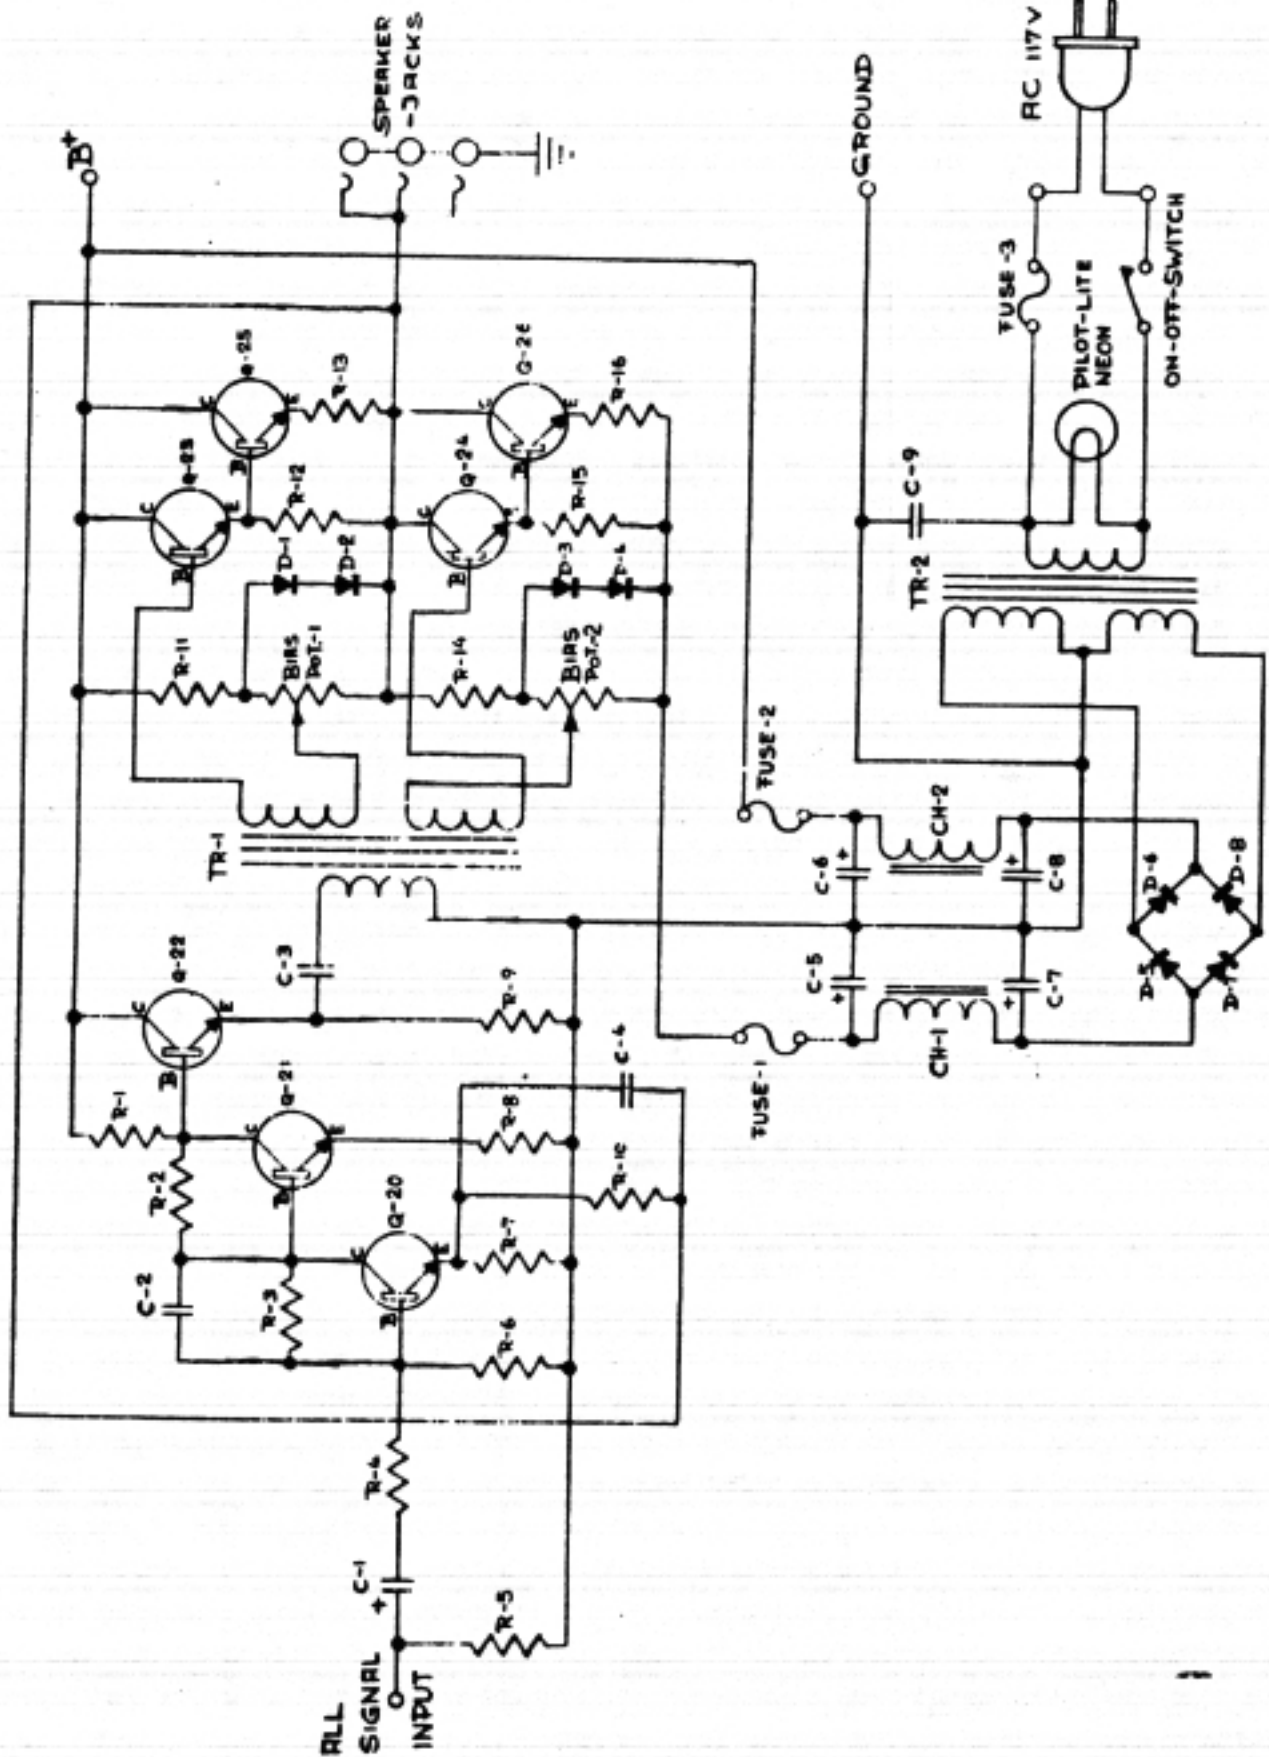 B+
SPEAKER
-JACKS
R-1
R-2
C-2
R-3
Q-20
B
C
E
Q-21
B
C
E
Q-22
B
C
E
C-3
TR-1
R-11
BIAS
POT.-1
D-1
D-2
Q-23
B
C
E
R-12
Q-25
B
C
E
R-13
R-14
BIAS
POT.-2
D-3
D-4
Q-24
B
C
R-15
Q-26
B
C
E
R-16
ALL
SIGNAL
INPUT
+
C-1
R-4
R-5
R-6
R-7
R-8
R-9
R-10
C-4
FUSE-1
FUSE-2
C-5
+
C-6
+
CH-1
CH-2
C-7
+
C-8
+
D-5
D-6
D-7
D-8
GROUND
C-9
TR-2
PILOT-LITE
NEON
FUSE-3
ON-OFF-SWITCH
AC 117V